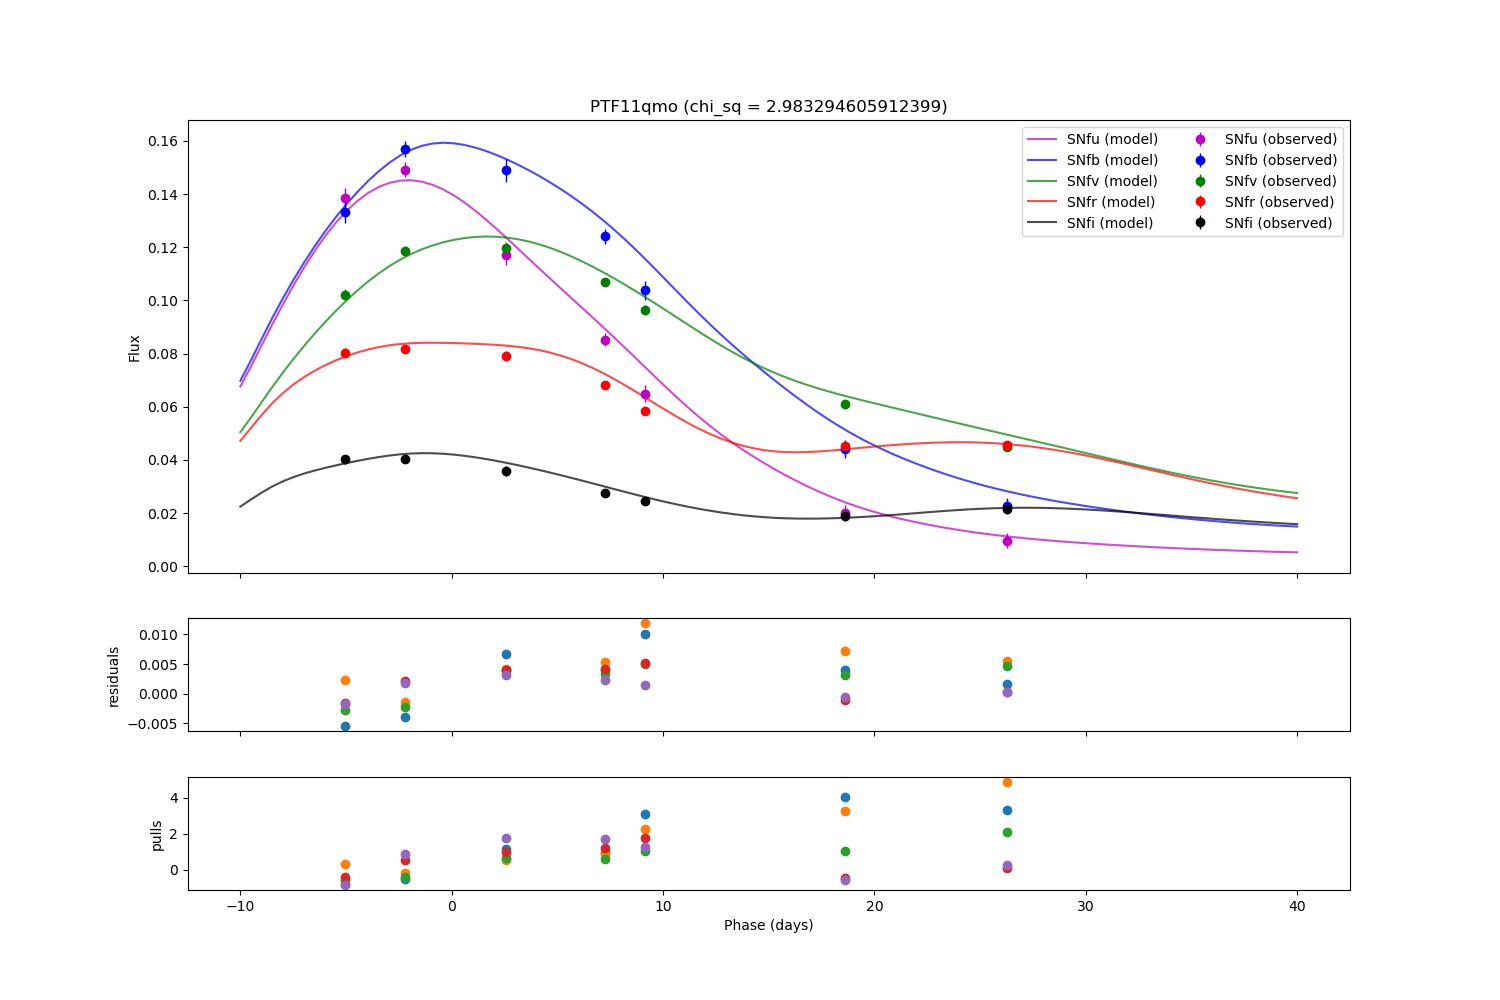 PTF11qmo (chi_sq = 2.983294605912399)
0.16
0.14
0.12
0.10
0.08
0.06
0.04
0.02
0.00
Flux
SNfu (model)
SNfb (model)
SNfv (model)
SNfr (model)
SNfi (model)
SNfu (observed)
SNfb (observed)
SNfv (observed)
SNfr (observed)
SNfi (observed)
0.010
0.005
0.000
−0.005
residuals
4
2
0
pulls
−10 0 10 20 30 40
Phase (days)